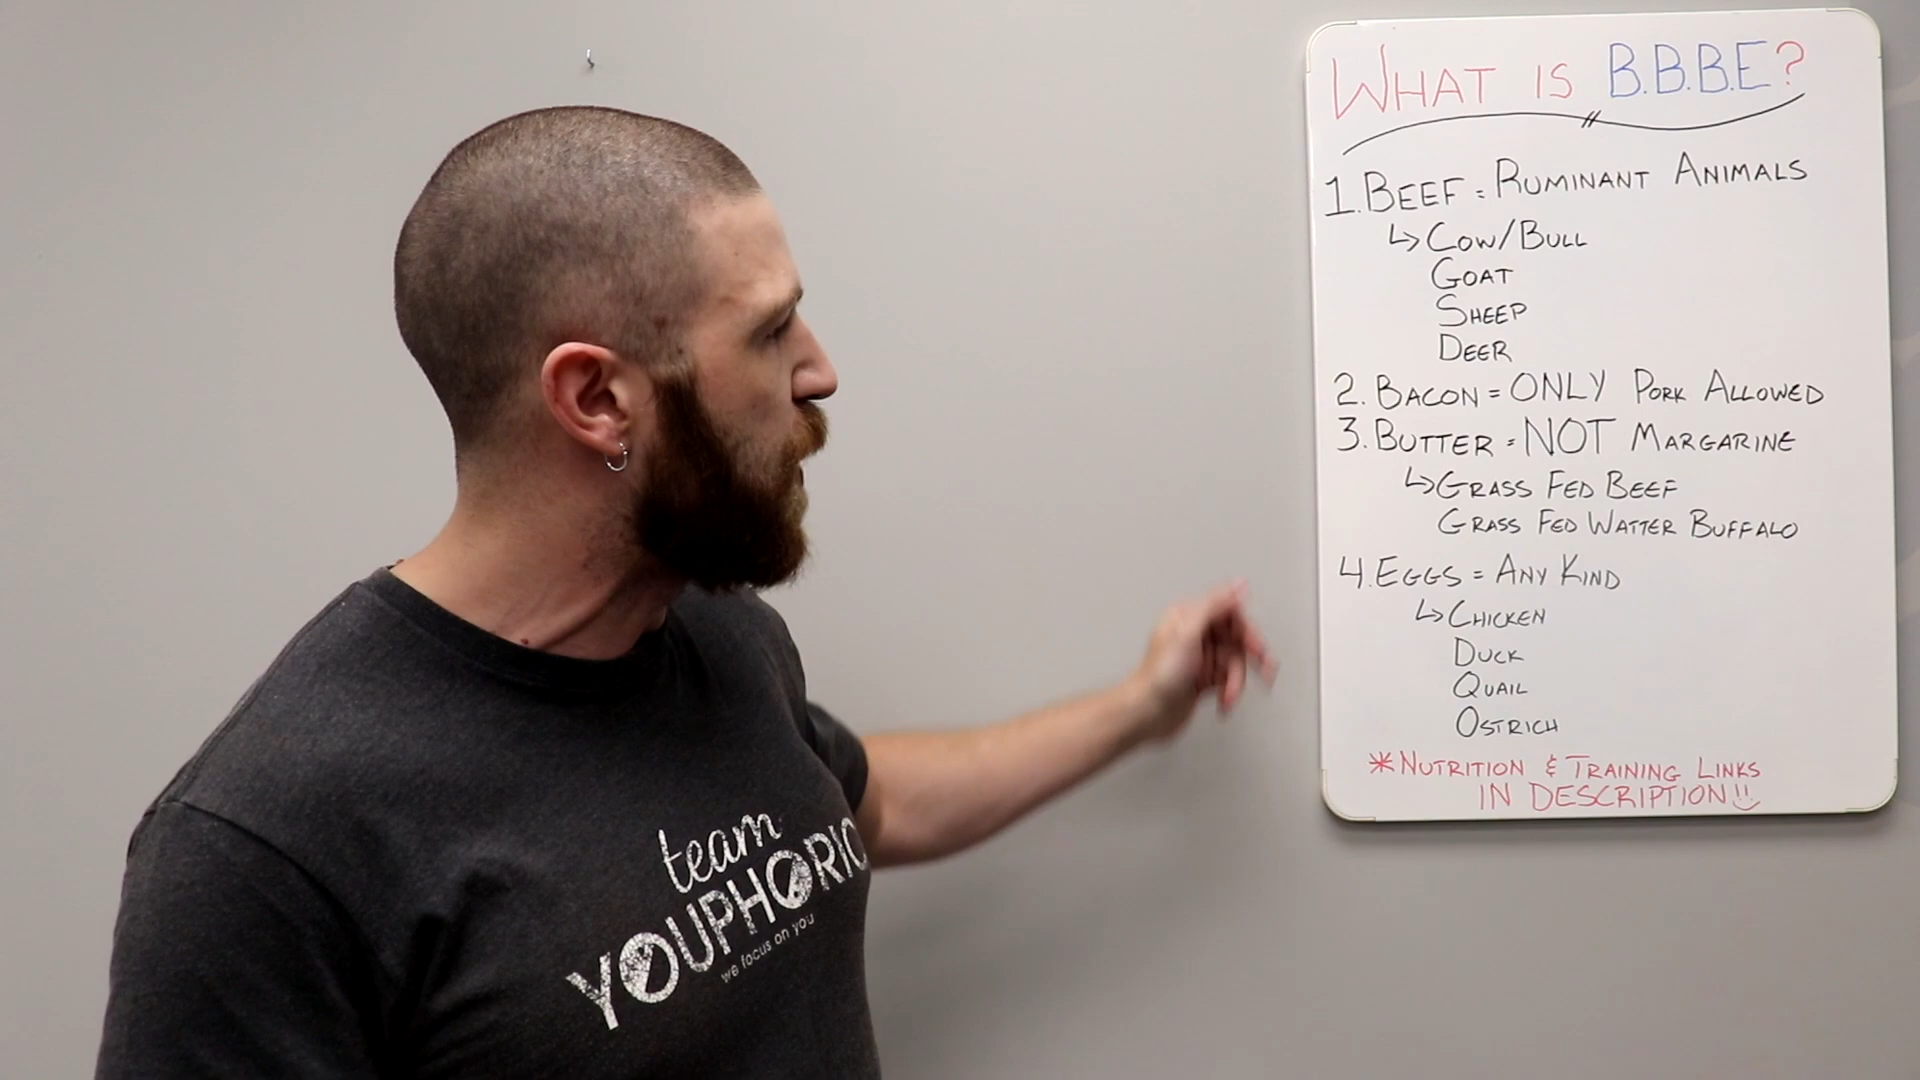 WHAT IS B.B.B.E?
1. BEEF = RUMINANT ANIMALS
↳ COW/BULL
GOAT
SHEEP
DEER
2. BACON = ONLY PORK ALLOWED
3. BUTTER = NOT MARGARINE
↳ GRASS FED BEEF
GRASS FED WATTER BUFFALO
4. EGGS = ANY KIND
↳ CHICKEN
DUCK
QUAIL
OSTRICH
* NUTRITION & TRAINING LINKS
IN DESCRIPTION!!
team
YOUPHORIC
we focus on you